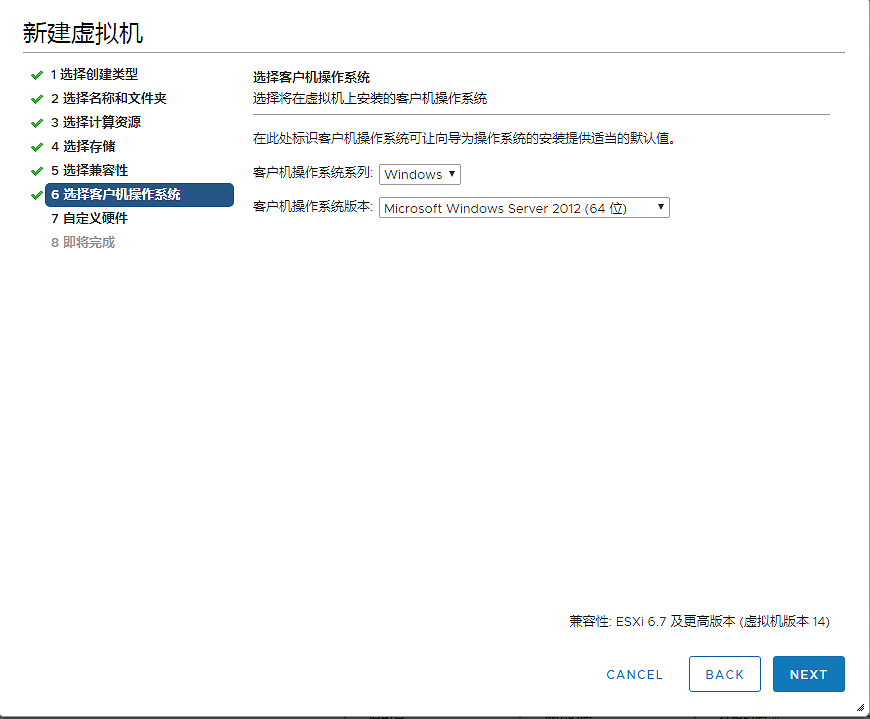 新建虚拟机
1 选择创建类型
2 选择名称和文件夹
3 选择计算资源
4 选择存储
5 选择兼容性
6 选择客户机操作系统
7 自定义硬件
8 即将完成
选择客户机操作系统
选择将在虚拟机上安装的客户机操作系统
在此处标识客户机操作系统可让向导为操作系统的安装提供适当的默认值。
客户机操作系统系列: Windows
客户机操作系统版本: Microsoft Windows Server 2012 (64 位)
兼容性: ESXi 6.7 及更高版本 (虚拟机版本 14)
CANCEL BACK NEXT